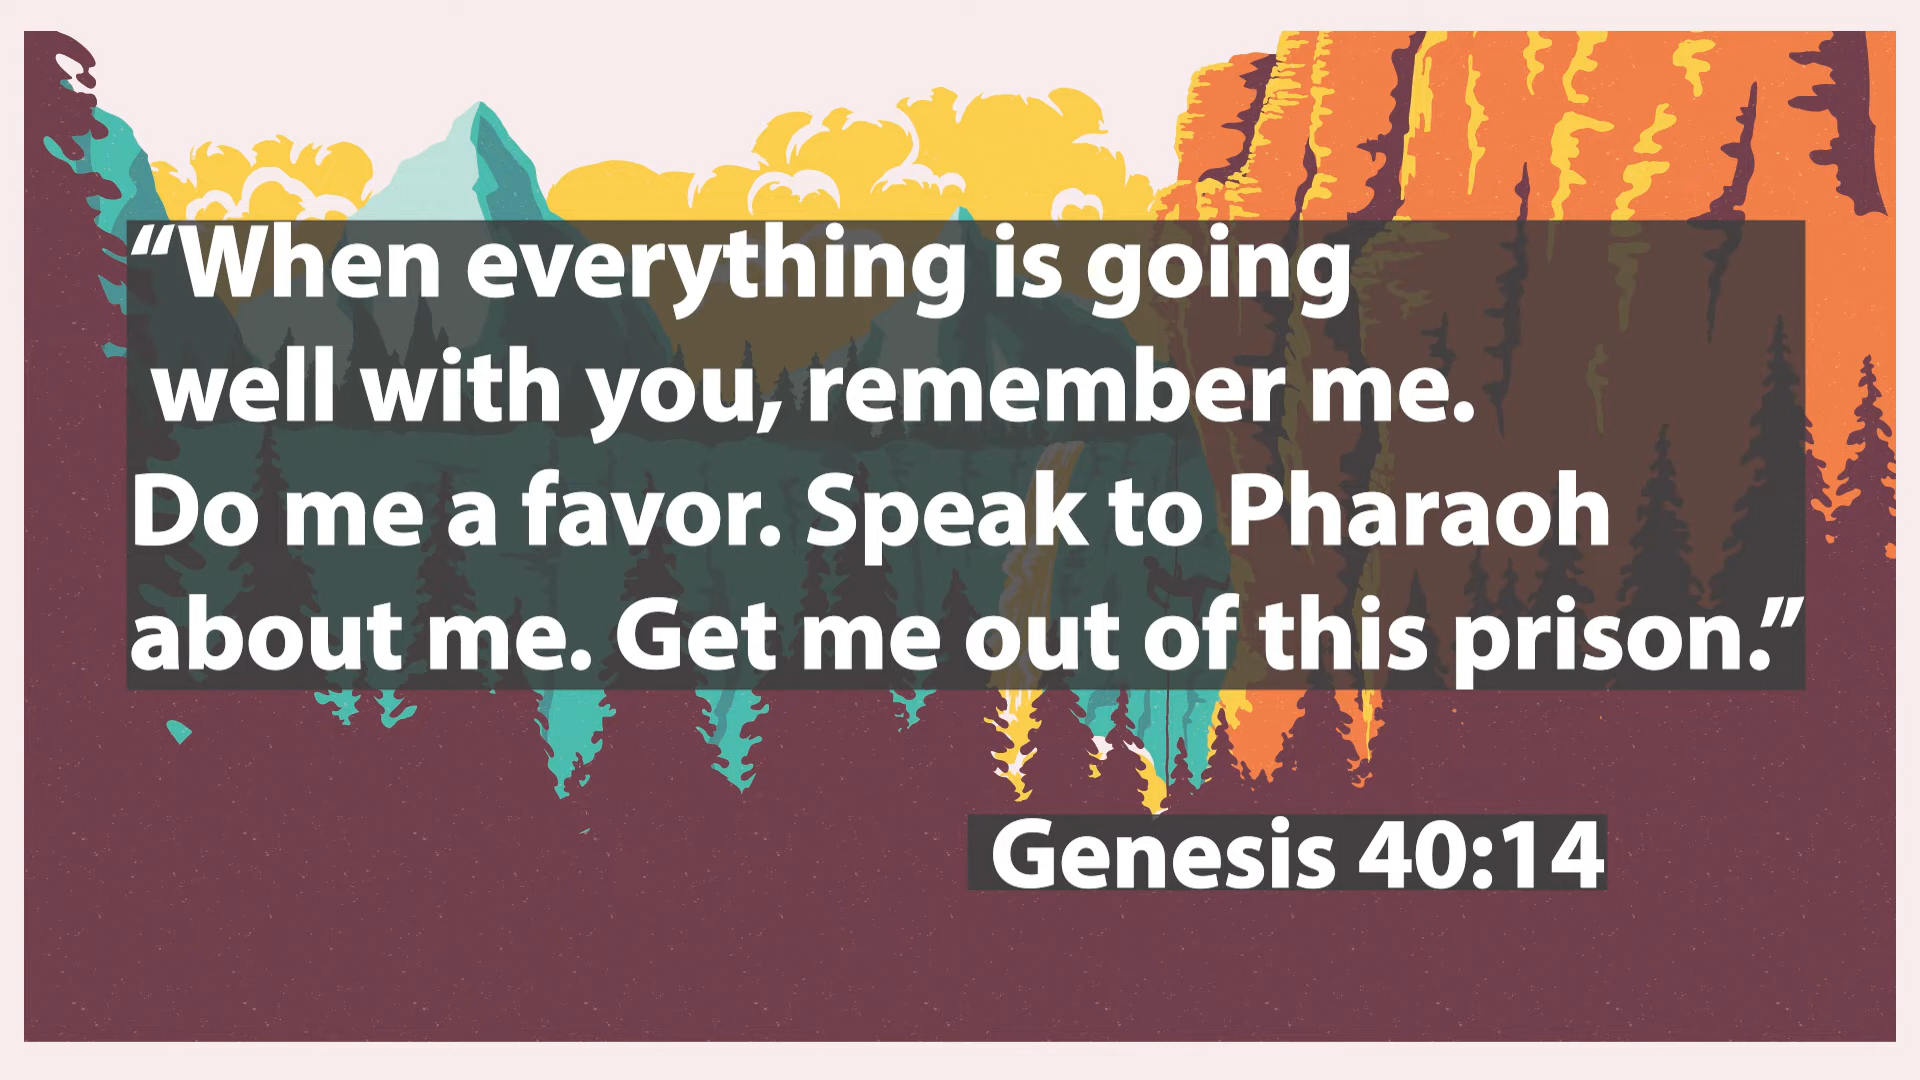 “When everything is going
well with you, remember me.
Do me a favor. Speak to Pharaoh
about me. Get me out of this prison.”
Genesis 40:14